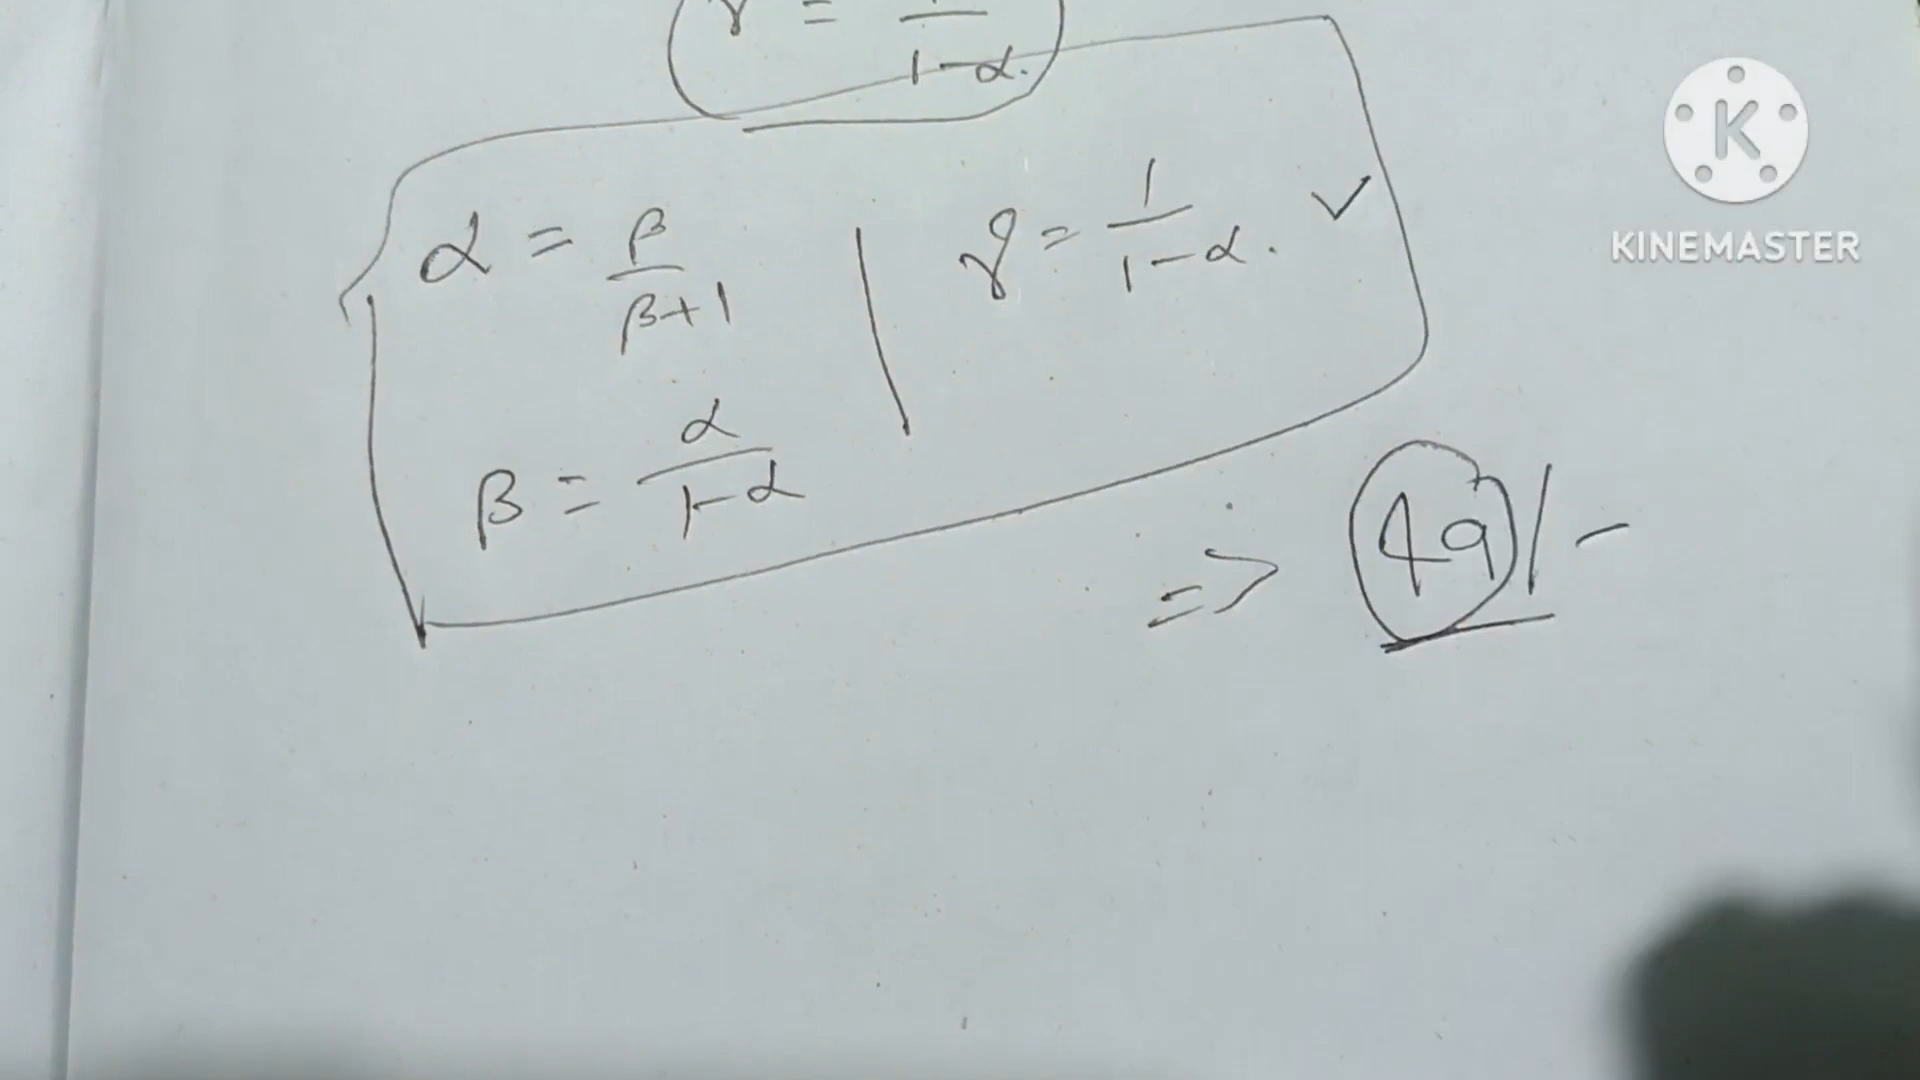 γ = 1/(1-α.
α = β/(β+1) | γ = 1/(1-α. ✓
β = α/(1-α
=> 49/-
K
KINEMASTER